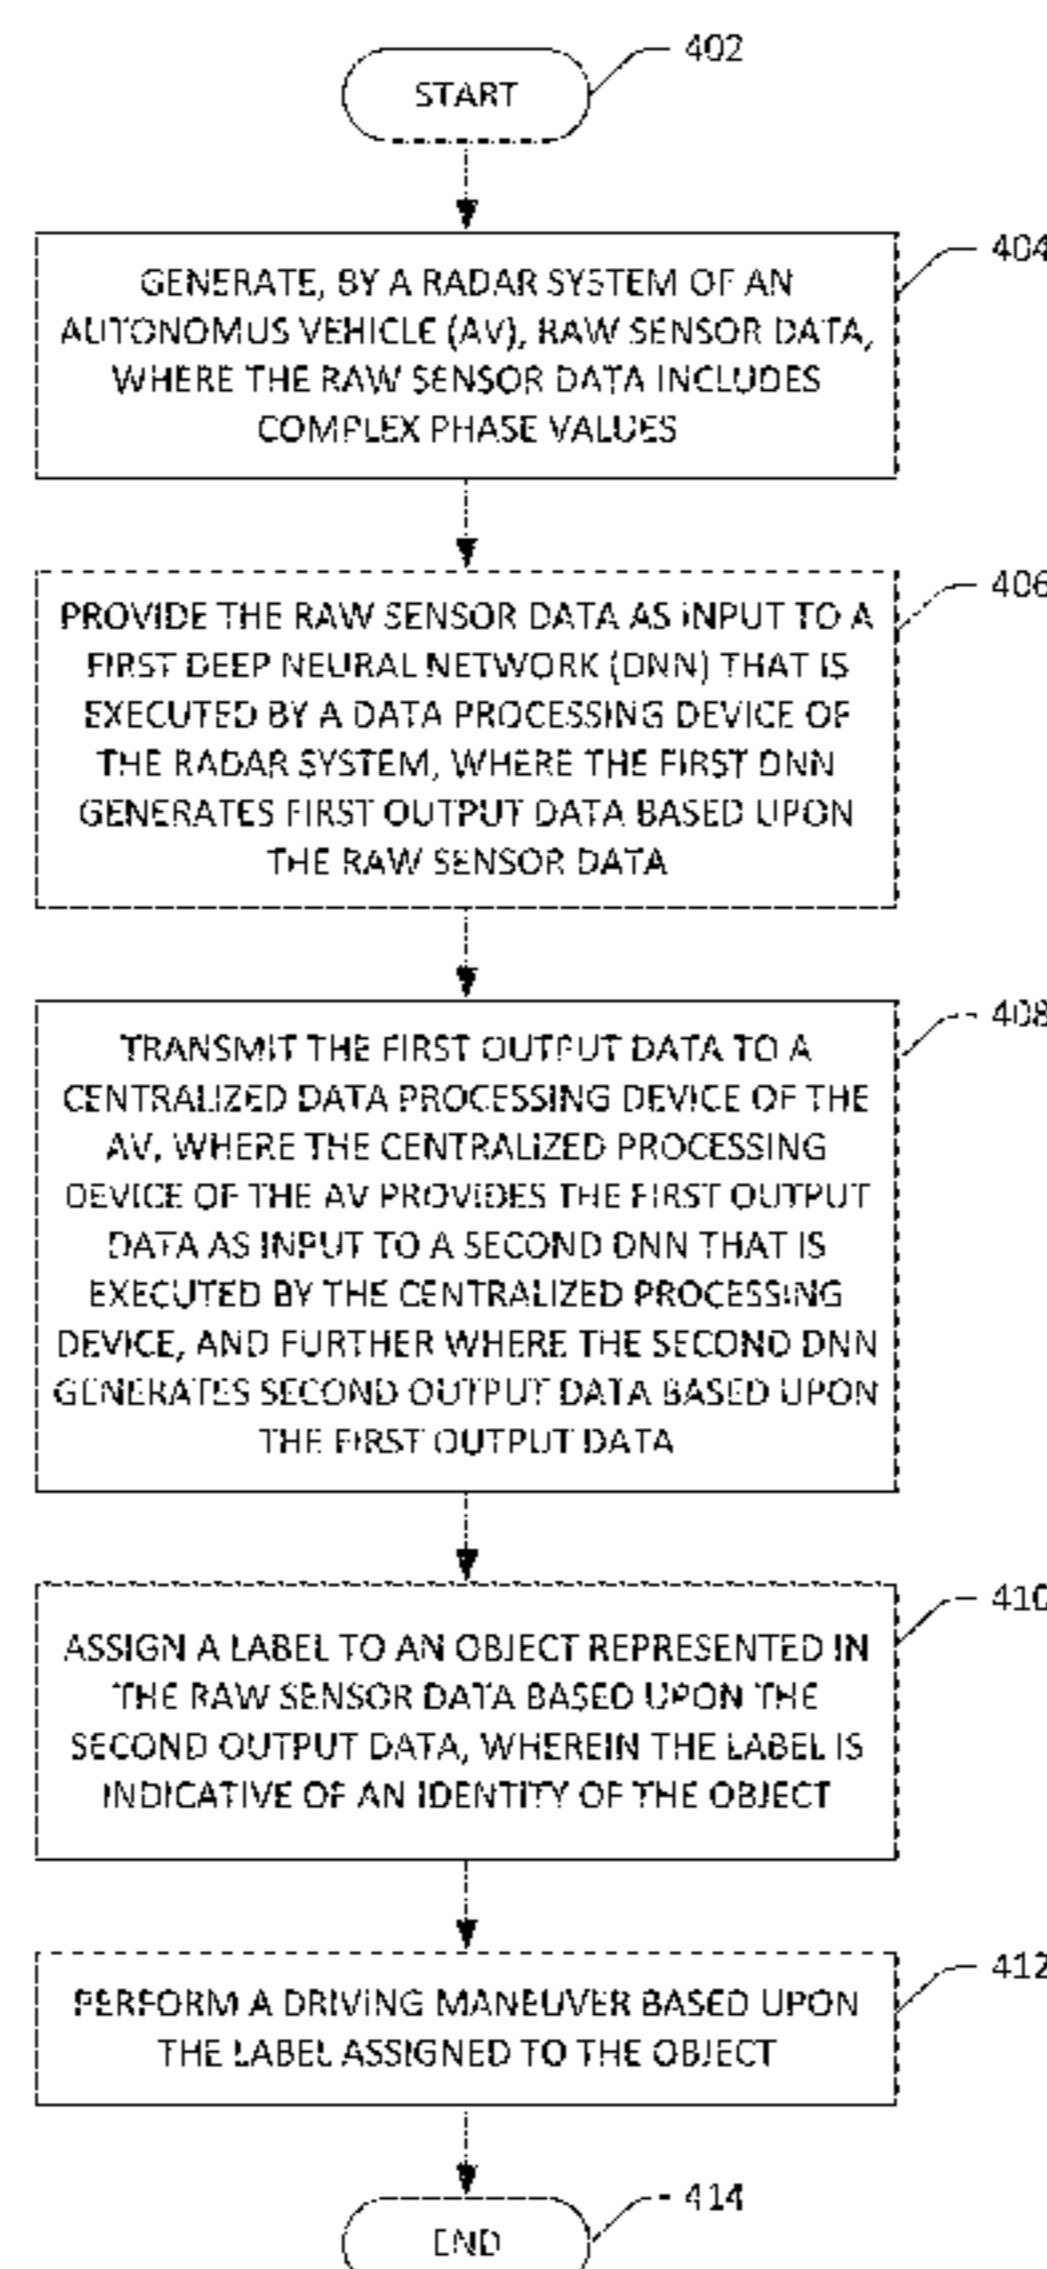 402
START
404
GENERATE, BY A RADAR SYSTEM OF AN
AUTONOMUS VEHICLE (AV), RAW SENSOR DATA,
WHERE THE RAW SENSOR DATA INCLUDES
COMPLEX PHASE VALUES
406
PROVIDE THE RAW SENSOR DATA AS INPUT TO A
FIRST DEEP NEURAL NETWORK (DNN) THAT IS
EXECUTED BY A DATA PROCESSING DEVICE OF
THE RADAR SYSTEM, WHERE THE FIRST DNN
GENERATES FIRST OUTPUT DATA BASED UPON
THE RAW SENSOR DATA
408
TRANSMIT THE FIRST OUTPUT DATA TO A
CENTRALIZED DATA PROCESSING DEVICE OF THE
AV, WHERE THE CENTRALIZED PROCESSING
DEVICE OF THE AV PROVIDES THE FIRST OUTPUT
DATA AS INPUT TO A SECOND DNN THAT IS
EXECUTED BY THE CENTRALIZED PROCESSING
DEVICE, AND FURTHER WHERE THE SECOND DNN
GENERATES SECOND OUTPUT DATA BASED UPON
THE FIRST OUTPUT DATA
410
ASSIGN A LABEL TO AN OBJECT REPRESENTED IN
THE RAW SENSOR DATA BASED UPON THE
SECOND OUTPUT DATA, WHEREIN THE LABEL IS
INDICATIVE OF AN IDENTITY OF THE OBJECT
412
PERFORM A DRIVING MANEUVER BASED UPON
THE LABEL ASSIGNED TO THE OBJECT
414
END